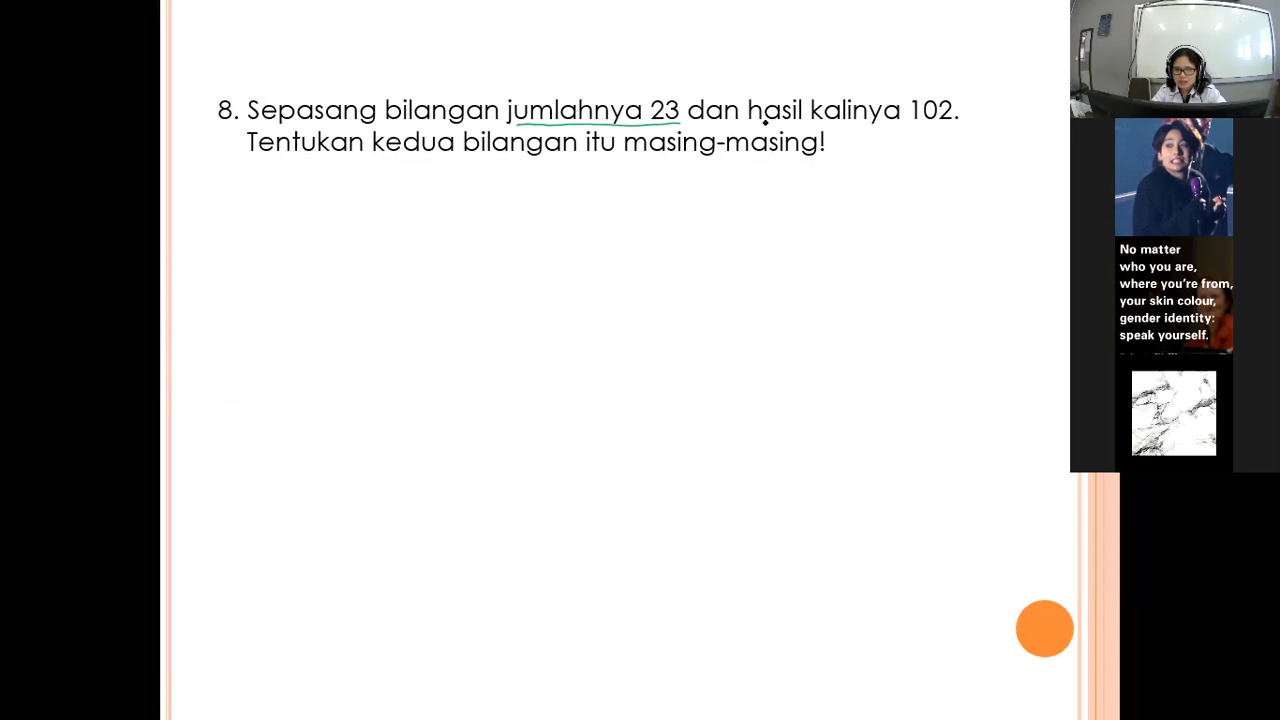 8. Sepasang bilangan jumlahnya 23 dan hasil kalinya 102.
Tentukan kedua bilangan itu masing-masing!
No matter
who you are,
where you're from,
your skin colour,
gender identity:
speak yourself.